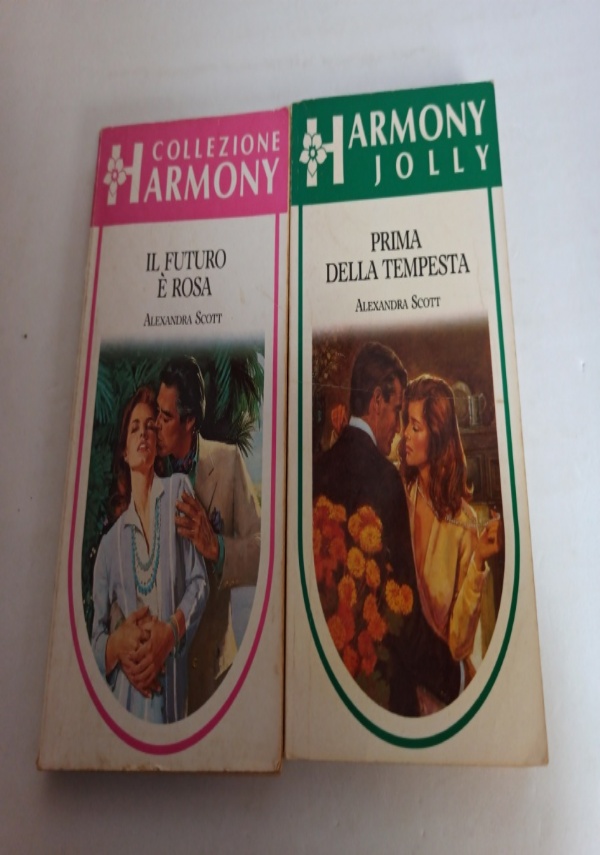 COLLEZIONE
HARMONY
IL FUTURO
È ROSA
ALEXANDRA SCOTT
HARMONY
JOLLY
PRIMA
DELLA TEMPESTA
ALEXANDRA SCOTT